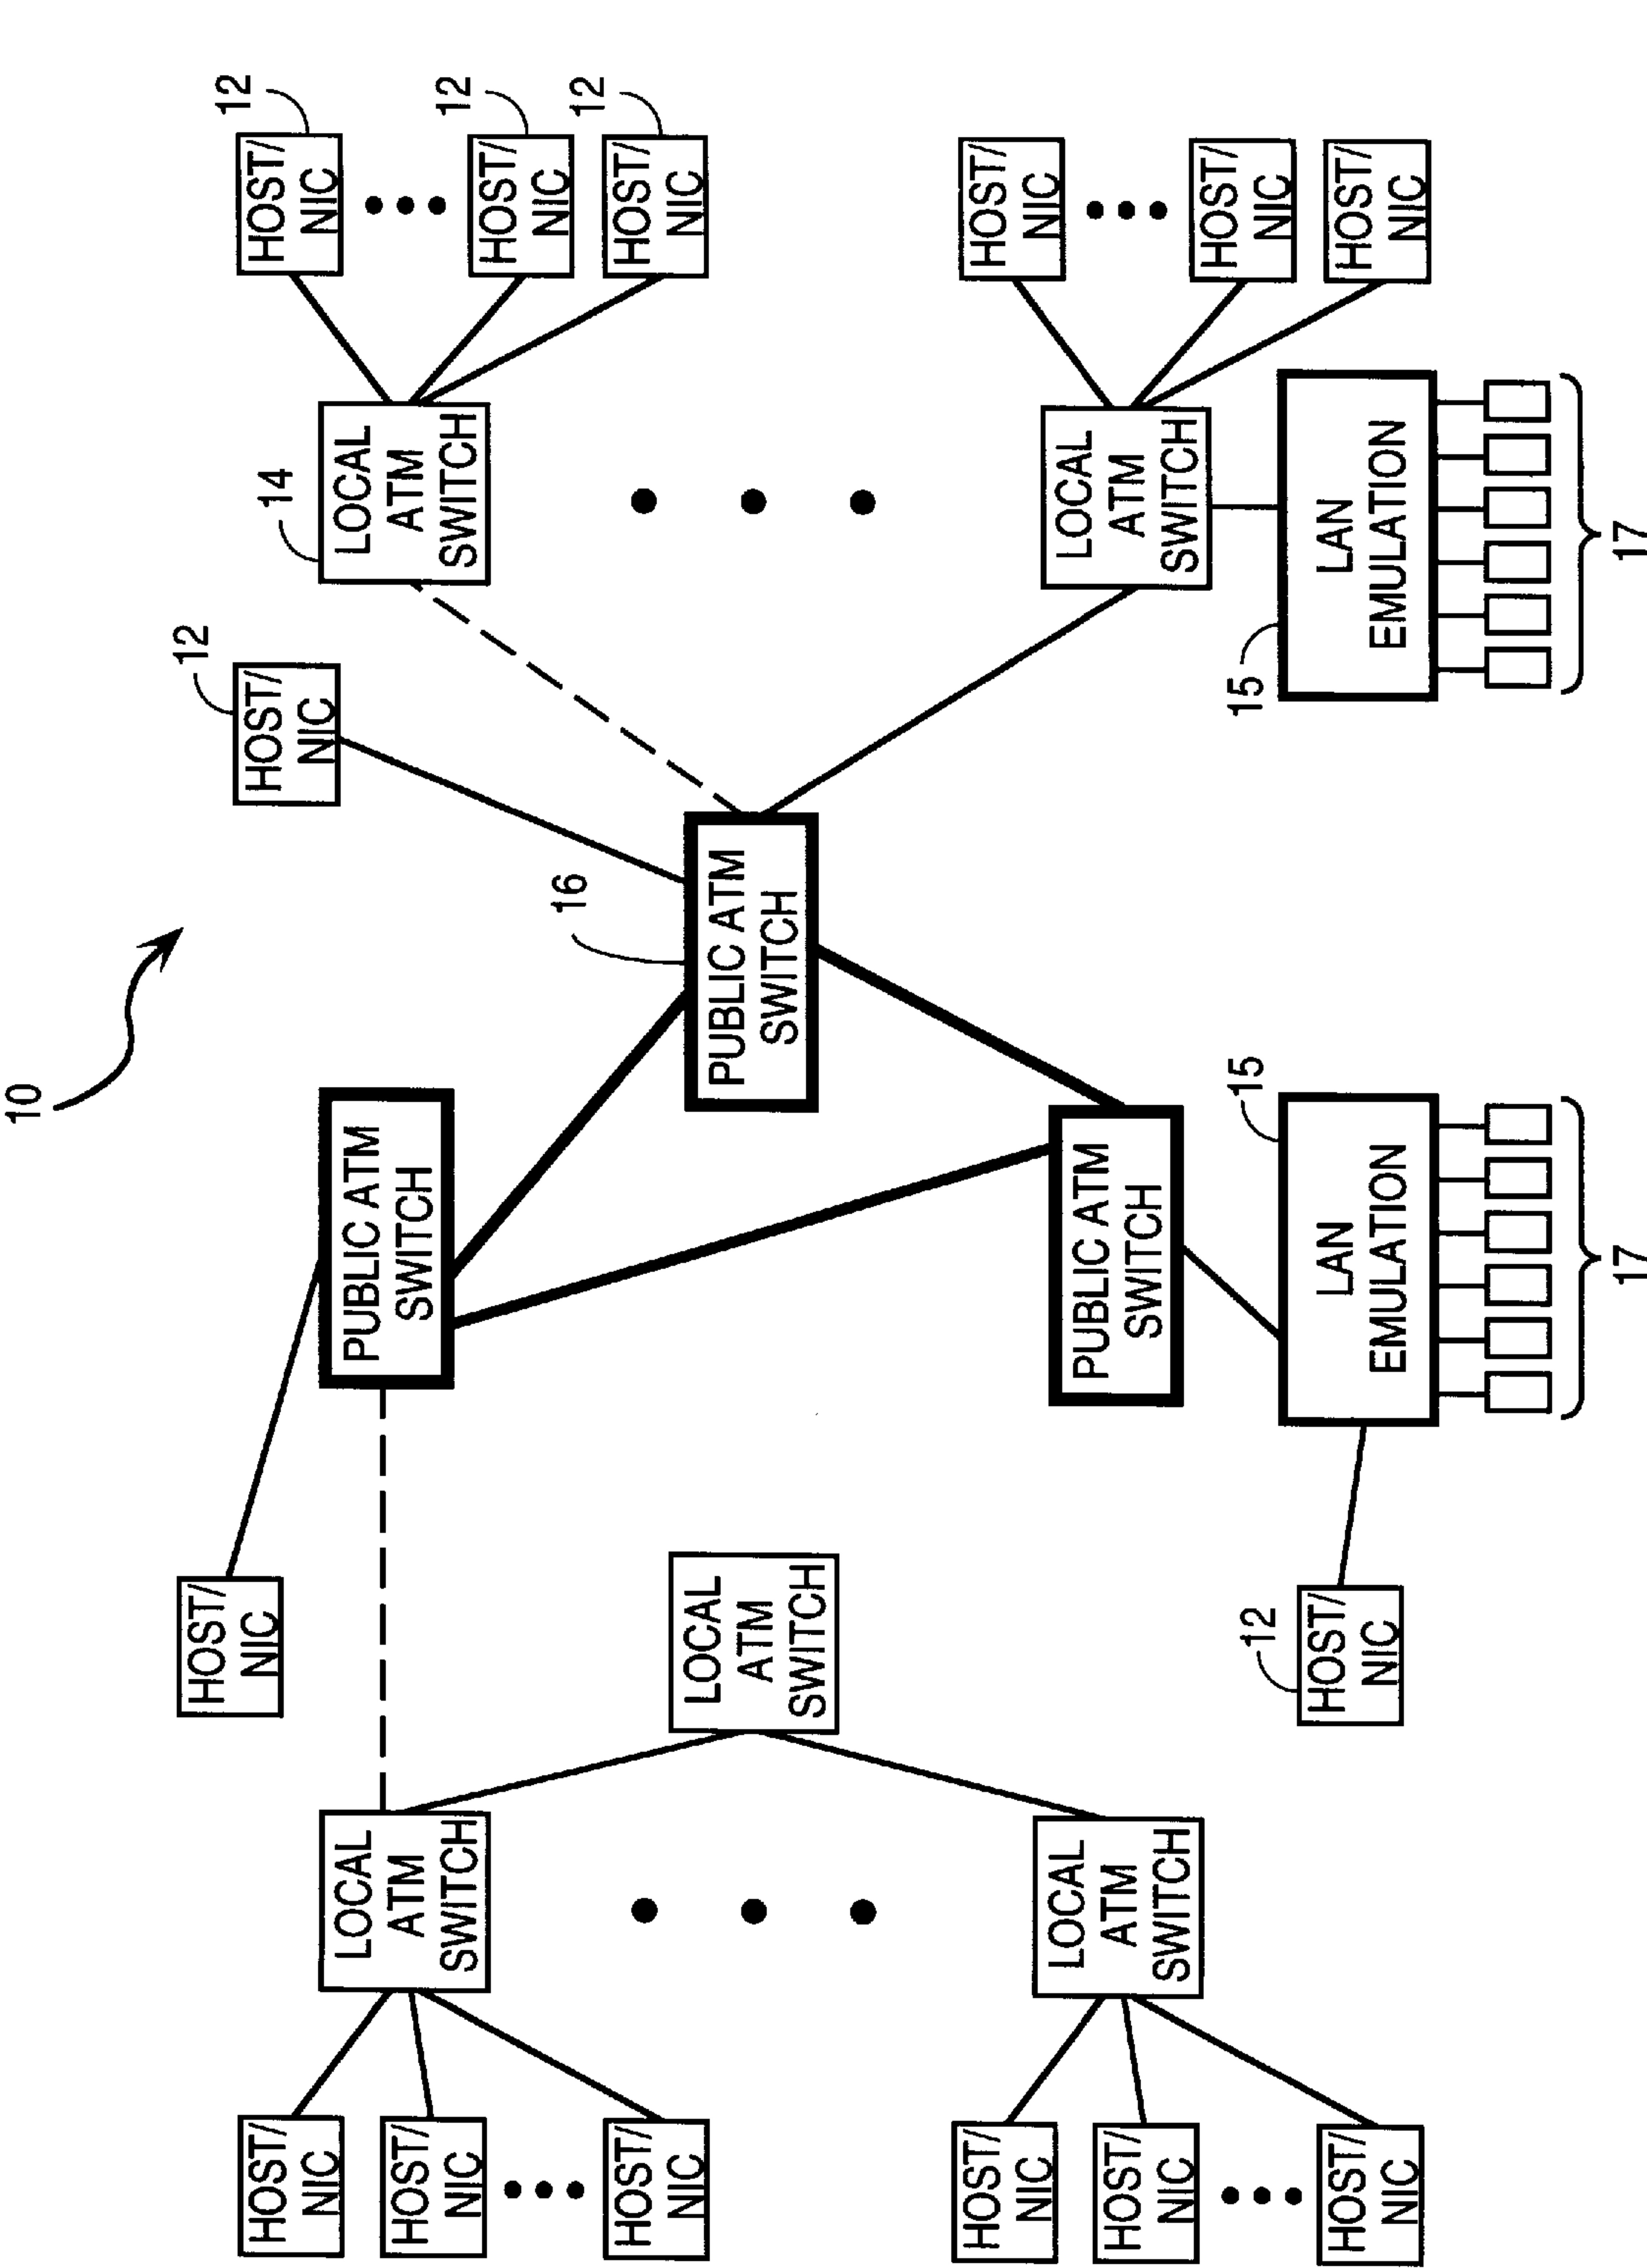 10
HOST/
NIC
12
HOST/
NIC
HOST/
NIC
12
HOST/
NIC
LOCAL
ATM
SWITCH
PUBLIC ATM
SWITCH
14
LOCAL
ATM
SWITCH
HOST/
NIC
12
HOST/
NIC
12
HOST/
NIC
HOST/
NIC
LOCAL
ATM
SWITCH
16
PUBLIC ATM
SWITCH
HOST/
NIC
LOCAL
ATM
SWITCH
PUBLIC ATM
SWITCH
LOCAL
ATM
SWITCH
HOST/
NIC
HOST/
NIC
HOST/
NIC
HOST/
NIC
HOST/
NIC
12
HOST/
NIC
15
LAN
EMULATION
15
LAN
EMULATION
17
17